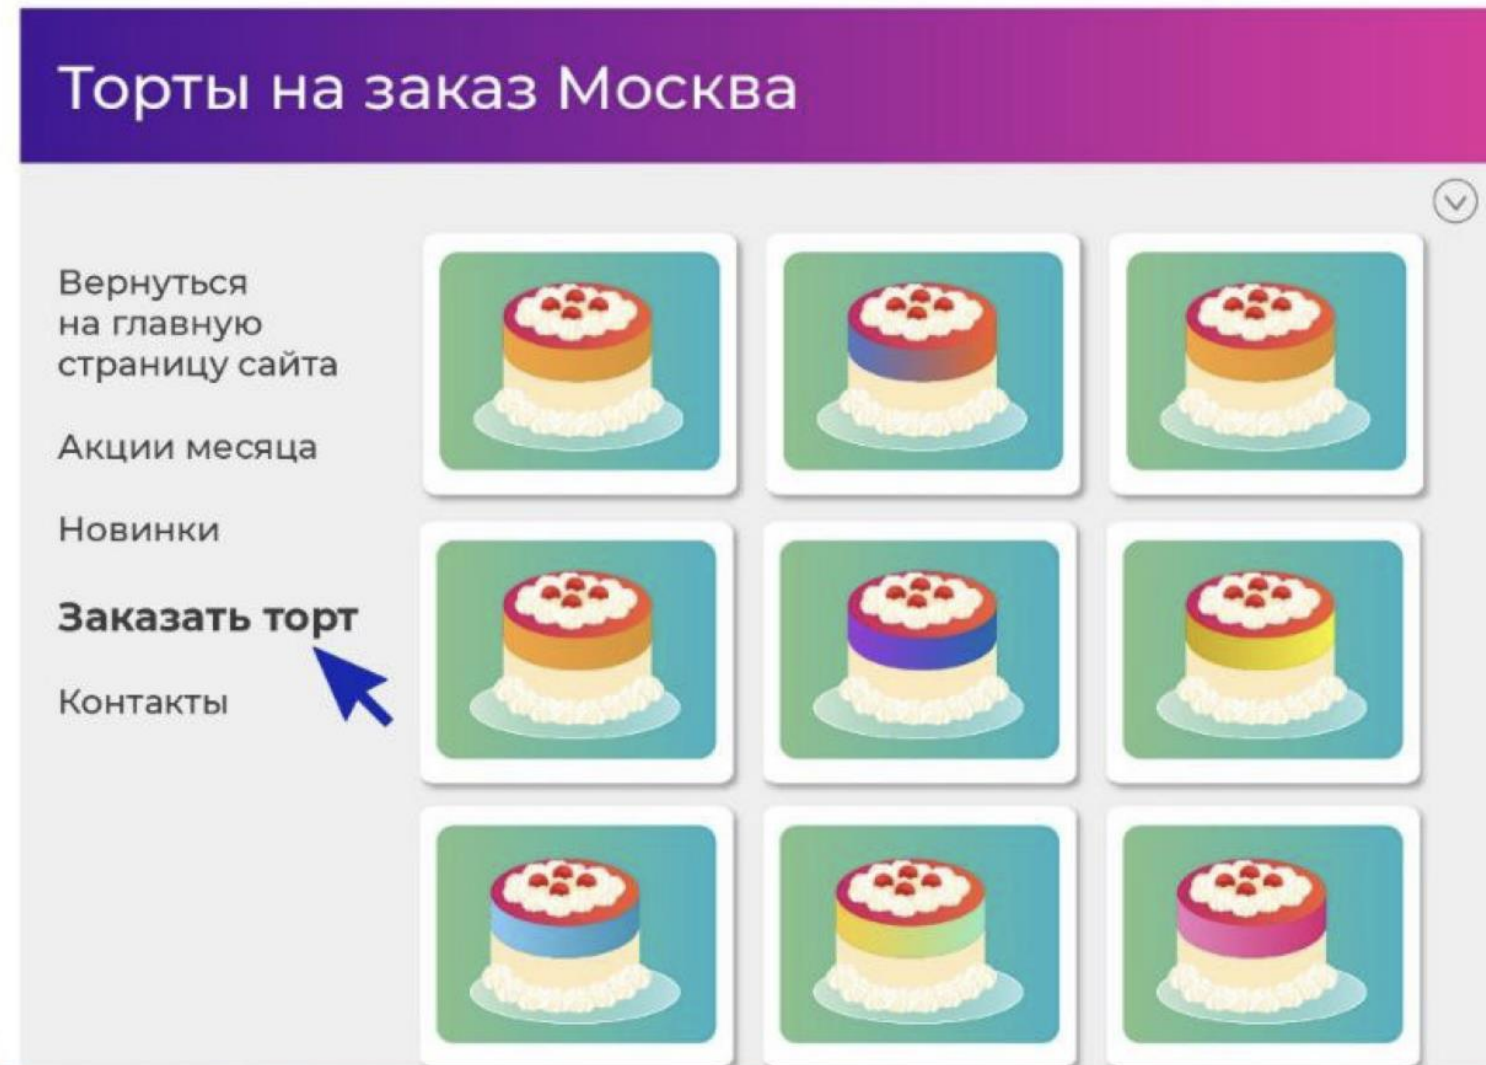 Торты на заказ Москва
Вернуться
на главную
страницу сайта
Акции месяца
Новинки
Заказать торт
Контакты